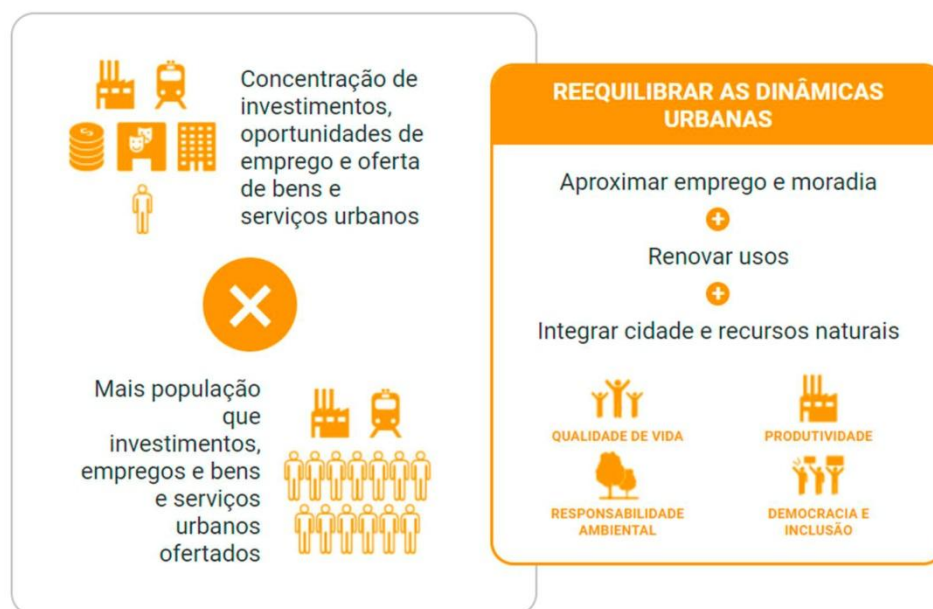 Concentração de
investimentos,
oportunidades de
emprego e oferta
de bens e
serviços urbanos
Mais população
que
investimentos,
empregos e bens
e serviços
urbanos
ofertados
REEQUILIBRAR AS DINÂMICAS
URBANAS
Aproximar emprego e moradia
+
Renovar usos
+
Integrar cidade e recursos naturais
QUALIDADE DE VIDA
PRODUTIVIDADE
RESPONSABILIDADE
AMBIENTAL
DEMOCRACIA E
INCLUSÃO